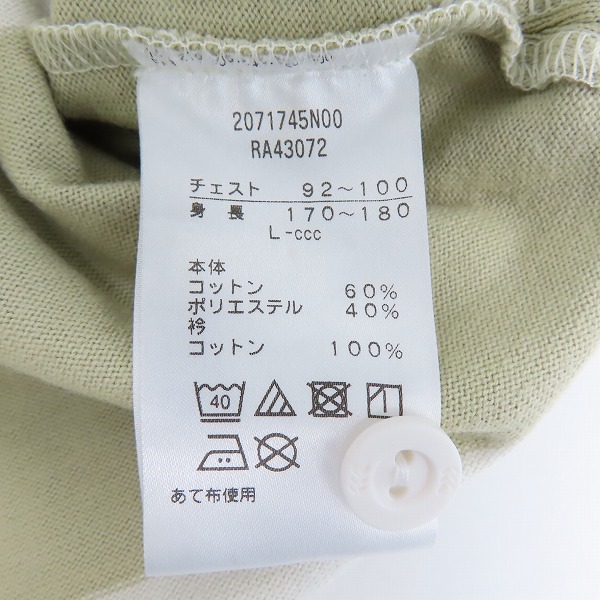 2071745N00
RA43072
チェスト 92～100
身 長 170～180
L-ccc
本体
コットン 60%
ポリエステル 40%
衿
コットン 100%
40
あて布使用